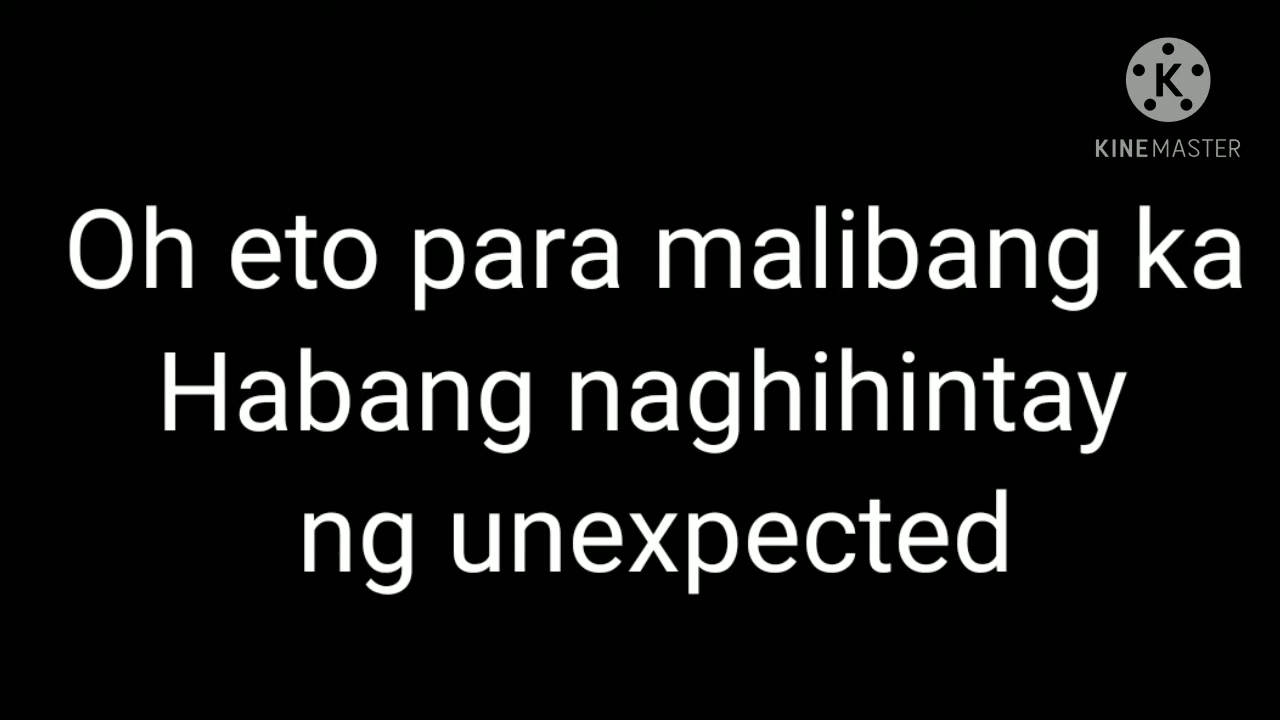 K
KINEMASTER
Oh eto para malibang ka
Habang naghihintay
ng unexpected